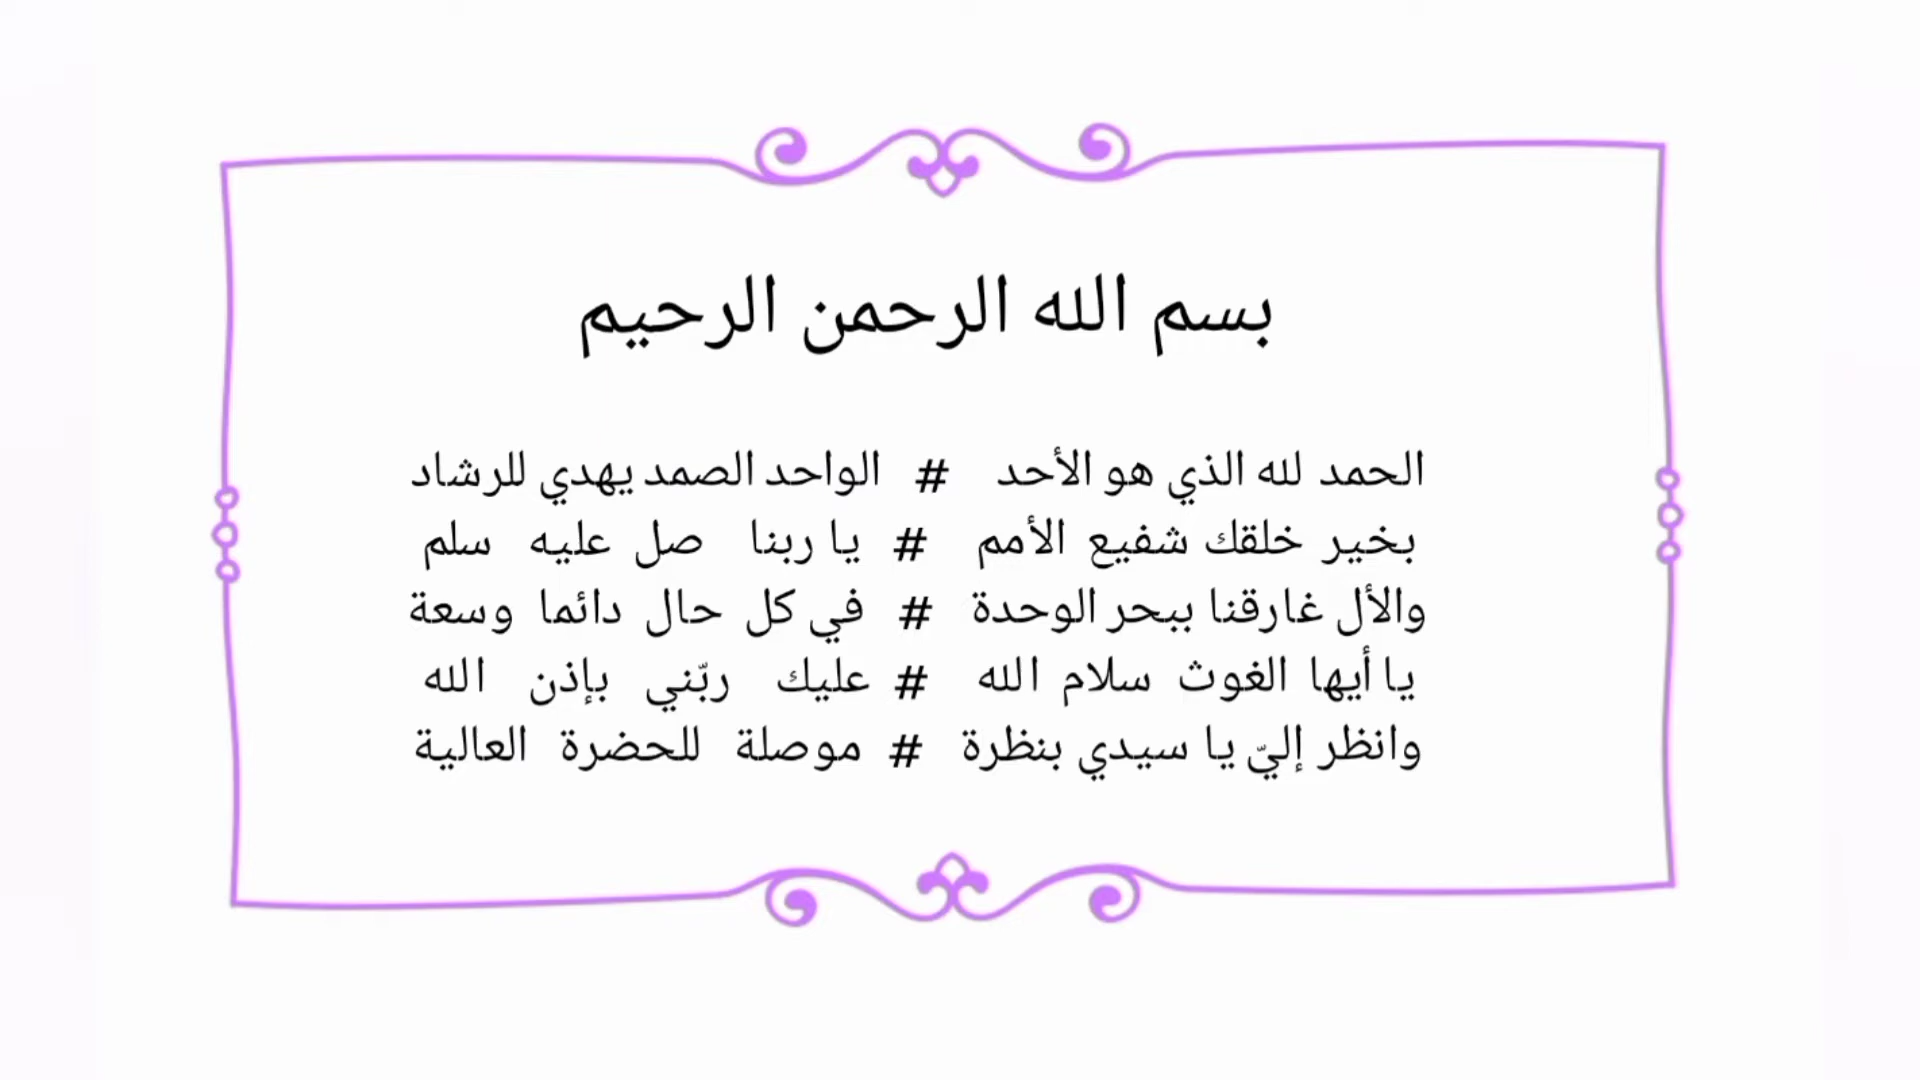 بسم الله الرحمن الرحيم
الحمد لله الذي هو الأحد # الواحد الصمد يهدي للرشاد
بخير خلقك شفيع الأمم # يا ربنا صل عليه سلم
والأل غارقنا ببحر الوحدة # في كل حال دائما وسعة
يا أيها الغوث سلام الله # عليك ربّني بإذن الله
وانظر إليّ يا سيدي بنظرة # موصلة للحضرة العالية